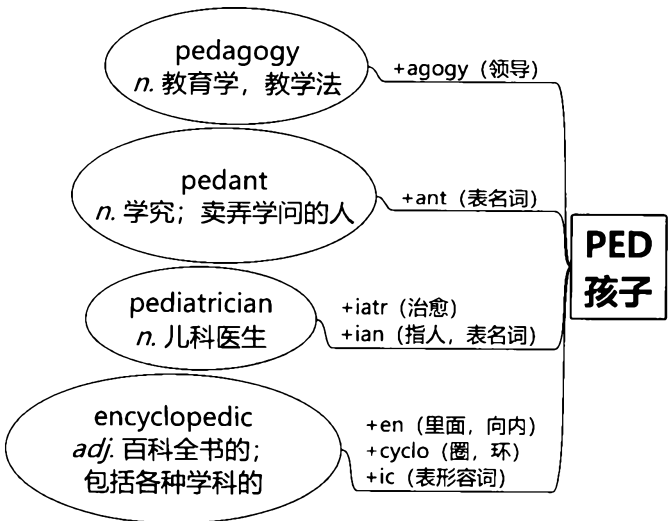 pedagogy
n. 教育学，教学法
+agogy（领导）
pedant
n. 学究；卖弄学问的人
+ant（表名词）
PED
孩子
pediatrician
n. 儿科医生
+iatr（治愈）
+ian（指人，表名词）
encyclopedic
adj. 百科全书的；
包括各种学科的
+en（里面，向内）
+cyclo（圈，环）
+ic（表形容词）